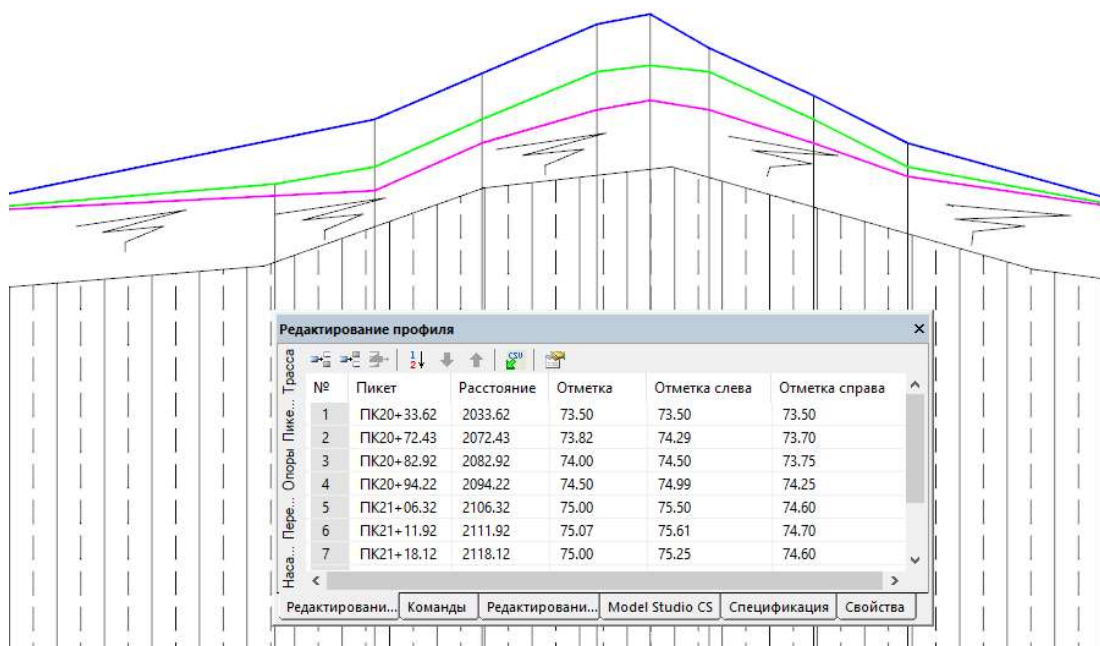 Редактирование профиля
Трасса
Пике...
Опоры
Пере...
Наса...
1 2
CSV
№ Пикет Расстояние Отметка Отметка слева Отметка справа
1 ПК20+33.62 2033.62 73.50 73.50 73.50
2 ПК20+72.43 2072.43 73.82 74.29 73.70
3 ПК20+82.92 2082.92 74.00 74.50 73.75
4 ПК20+94.22 2094.22 74.50 74.99 74.25
5 ПК21+06.32 2106.32 75.00 75.50 74.60
6 ПК21+11.92 2111.92 75.07 75.61 74.70
7 ПК21+18.12 2118.12 75.00 75.25 74.60
Редактировани... Команды Редактировани... Model Studio CS Спецификация Свойства